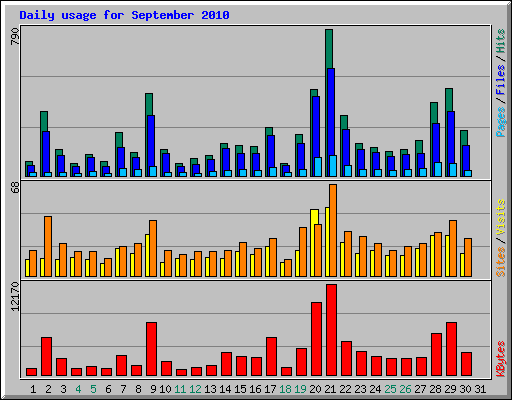 Daily usage for September 2010
790
Pages / Files / Hits
68
Sites / Visits
12170
KBytes
1 2 3 4 5 6 7 8 9 10 11 12 13 14 15 16 17 18 19 20 21 22 23 24 25 26 27 28 29 30 31